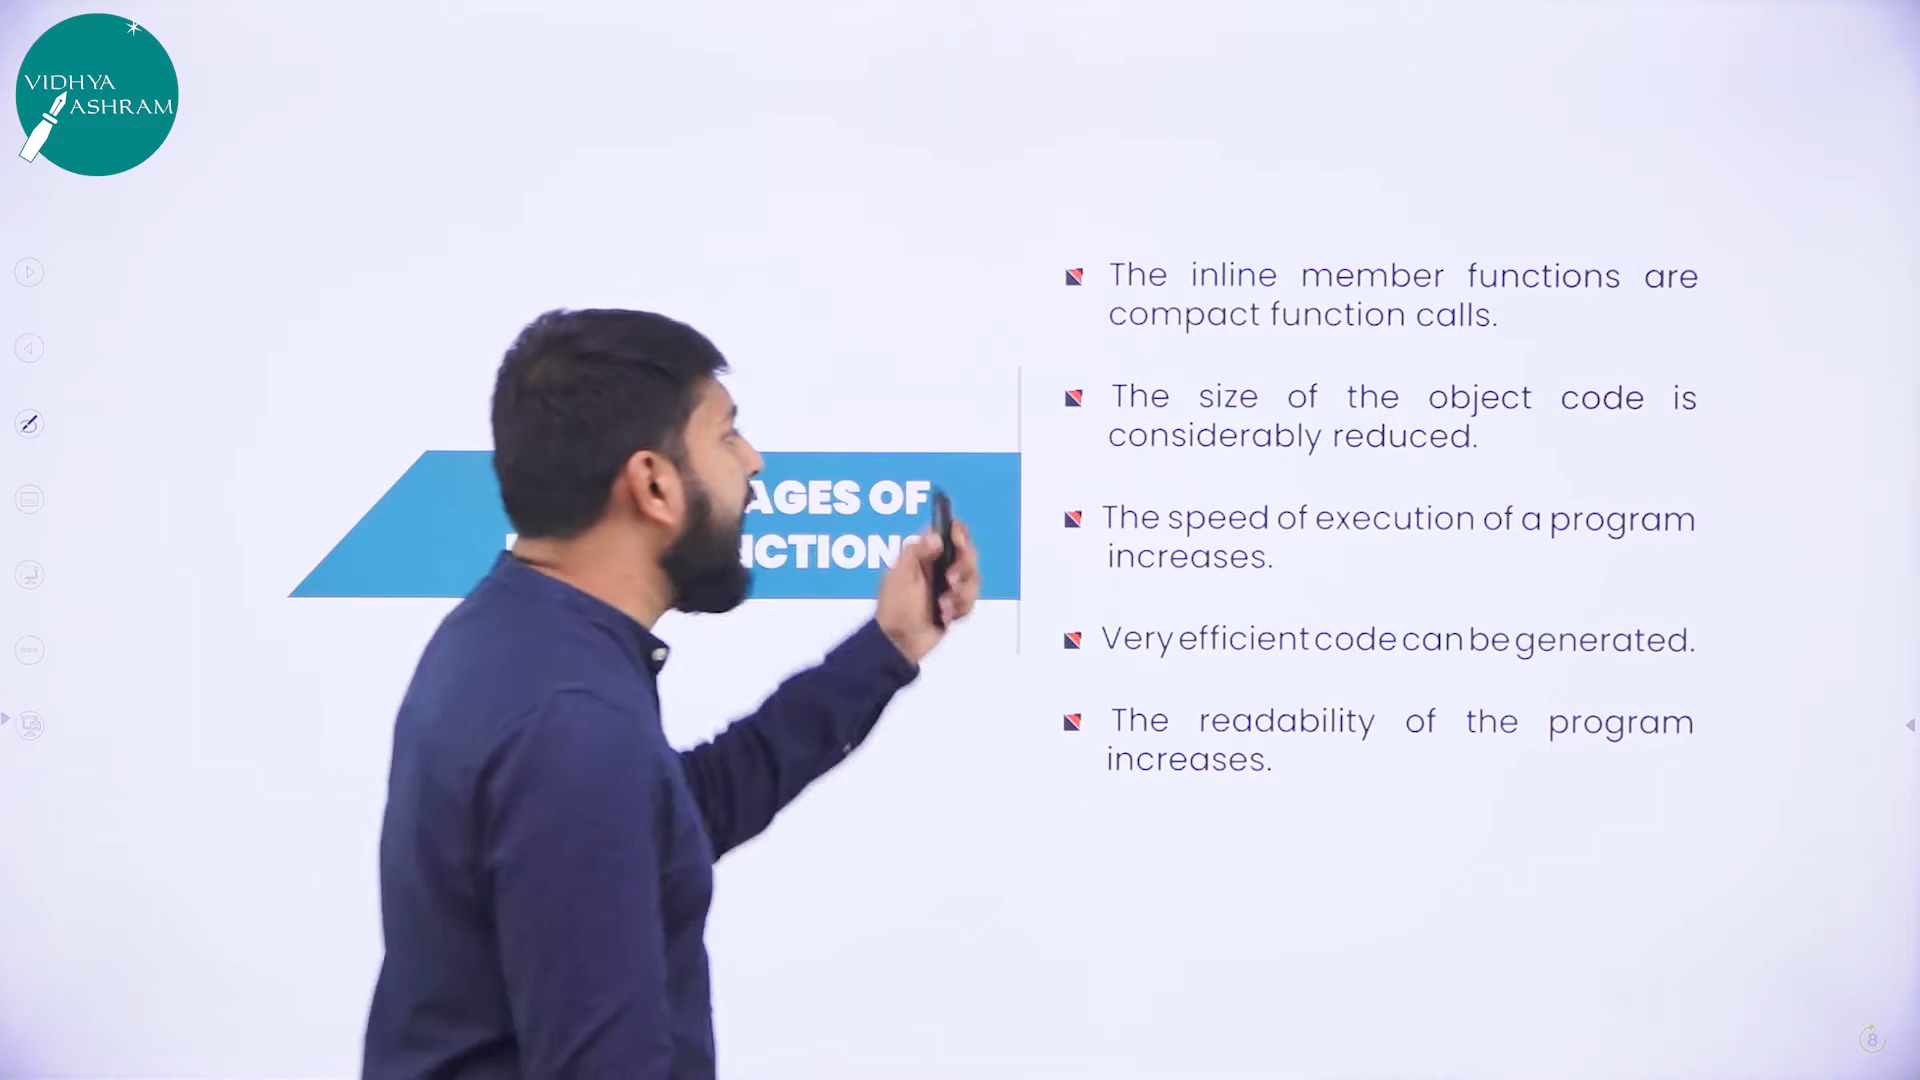 VIDHYA
ASHRAM
AGES OF
The inline member functions are
compact function calls.
The size of the object code is
considerably reduced.
The speed of execution of a program
increases.
Very efficient code can be generated.
The readability of the program
increases.
8